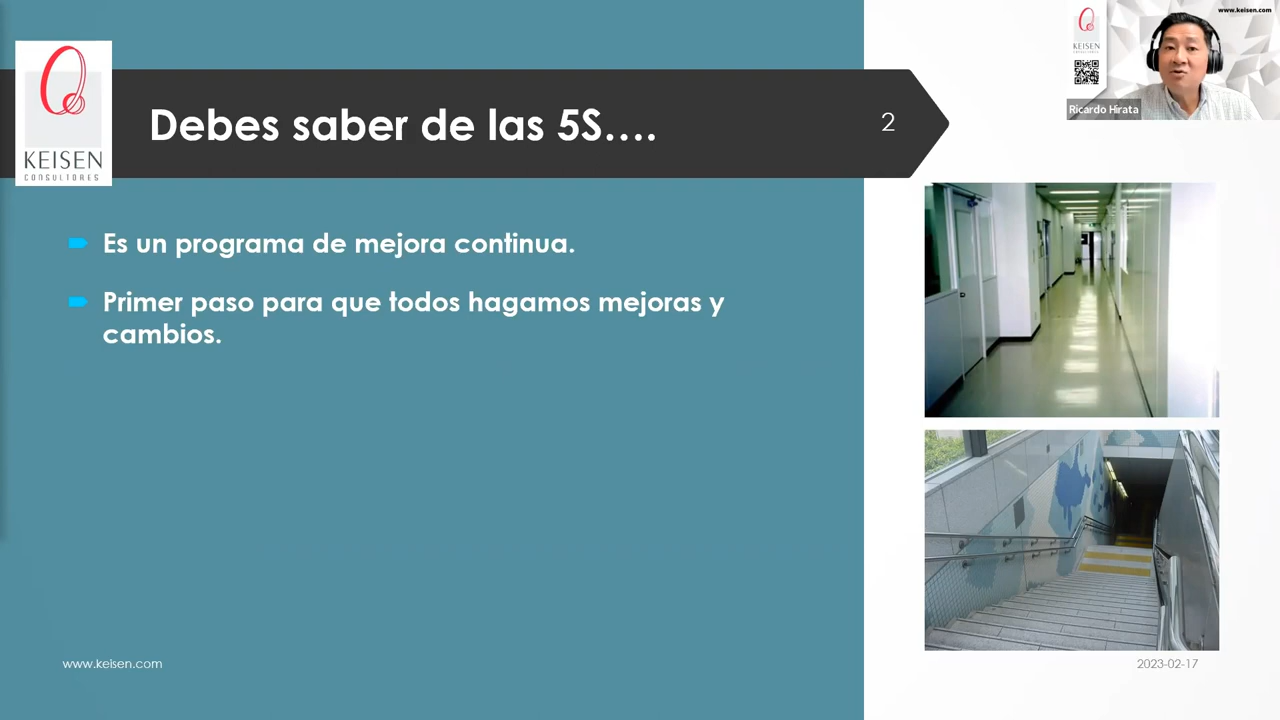 KEISEN
CONSULTORES
Debes saber de las 5S....
2
www.keisen.com
KEISEN
Ricardo Hirata
Es un programa de mejora continua.
Primer paso para que todos hagamos mejoras y
cambios.
www.keisen.com
2023-02-17